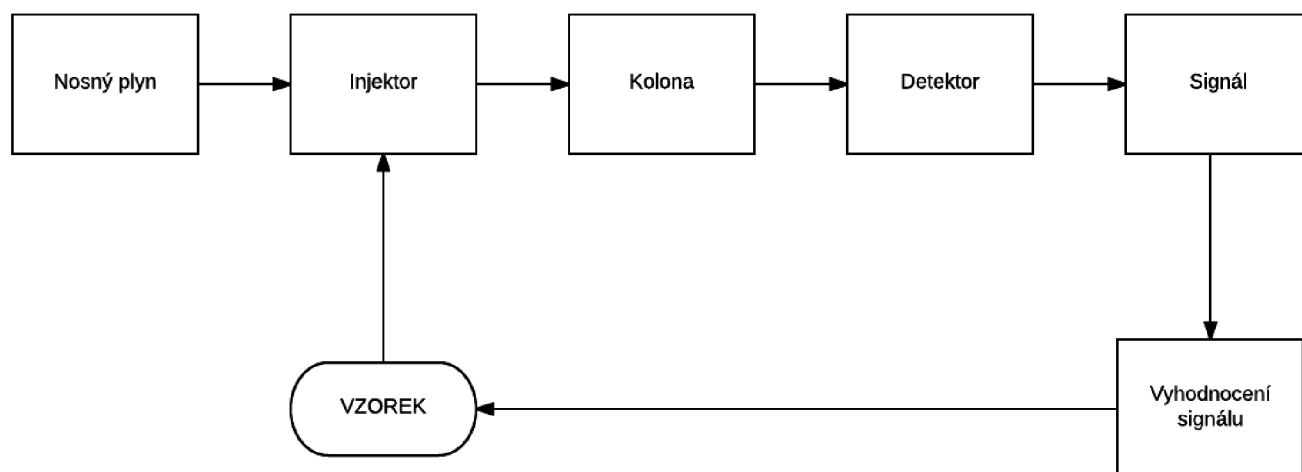 Nosný plyn
Injektor
Kolona
Detektor
Signál
VZOREK
Vyhodnocení
signálu